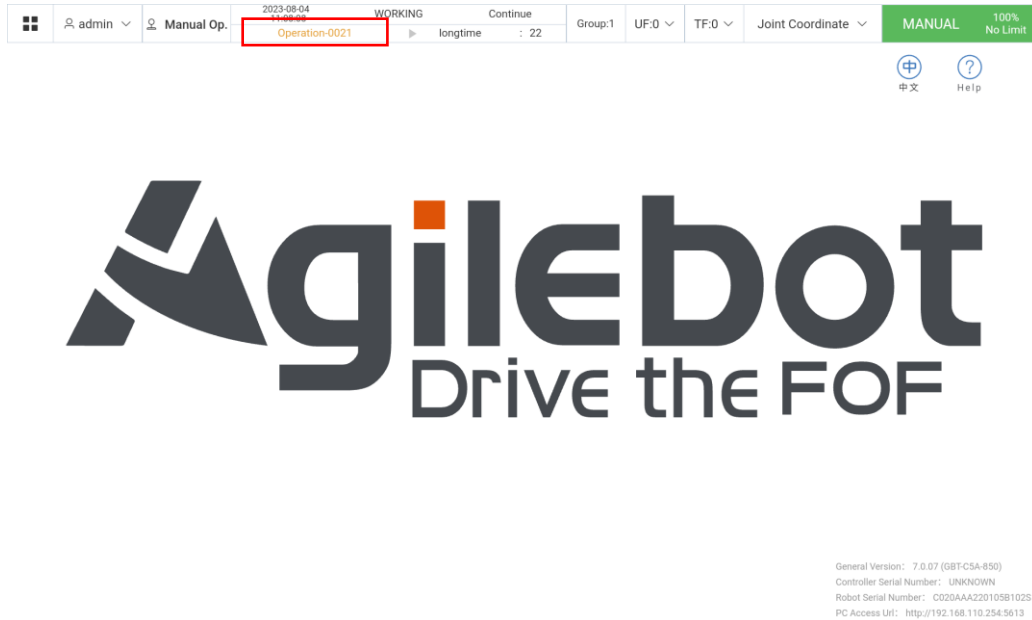 admin
Manual Op.
2023-08-04
11:08:08
Operation-0021
WORKING
Continue
longtime : 22
Group:1
UF:0
TF:0
Joint Coordinate
MANUAL
100%
No Limit
中
中文
?
Help
Agilebot
Drive the FOF
General Version: 7.0.07 (GBT-C5A-850)
Controller Serial Number: UNKNOWN
Robot Serial Number: C020AAA220105B102S
PC Access Url: http://192.168.110.254:5613